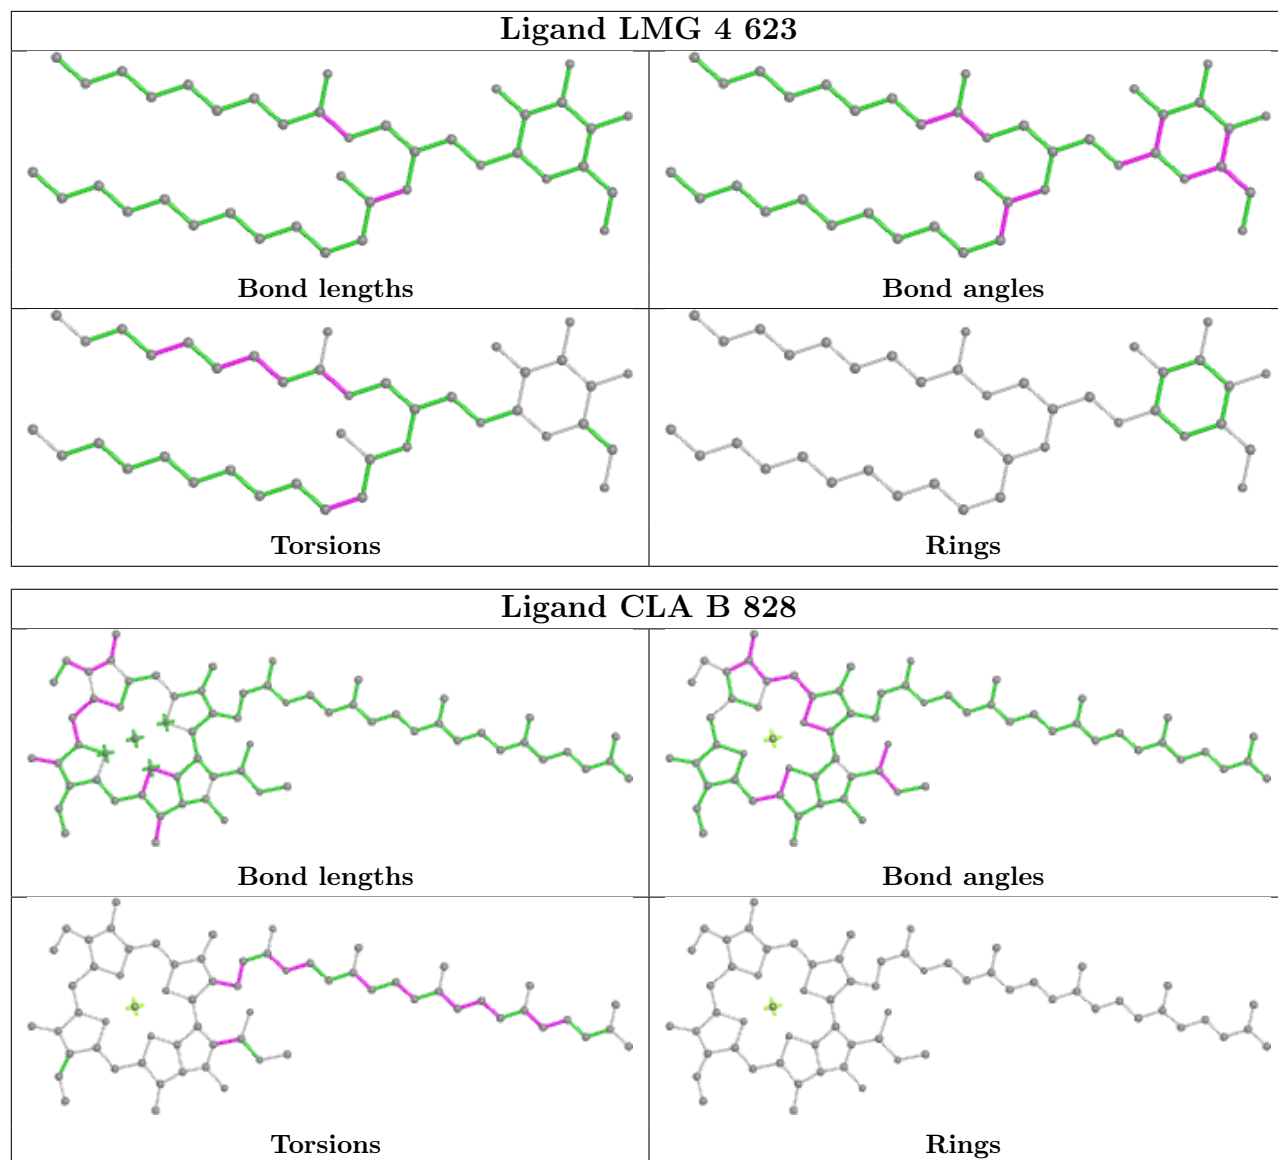 Ligand LMG 4 623
Bond lengths
Bond angles
Torsions
Rings
Ligand CLA B 828
Bond lengths
Bond angles
Torsions
Rings